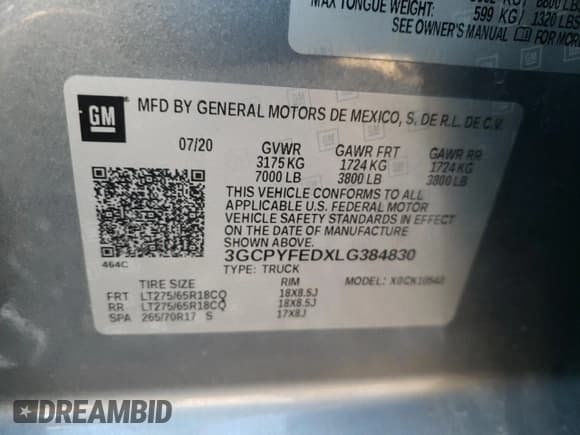 MAX TONGUE WEIGHT: 599 KG/ 1320 LBS
SEE OWNER'S MANUAL FOR MOR
GM
MFD BY GENERAL MOTORS DE MEXICO, S. DE R.L. DE C.V.
07/20 GVWR GAWR FRT GAWR RR
3175 KG 1724 KG 1724 KG
7000 LB 3800 LB 3800 LB
THIS VEHICLE CONFORMS TO ALL
APPLICABLE U.S. FEDERAL MOTOR
VEHICLE SAFETY STANDARDS IN EFFECT
ON THE DATE OF MANUFACTURE
SHOWN ABOVE.
464C
3GCPYFEDXLG384830
TYPE: TRUCK MODEL:
TIRE SIZE RIM
FRT LT275/65R18CQ 18X8.5J
RR LT275/65R18CQ 18X8.5J
SPA 265/70R17 S 17X8J
DREAMBID